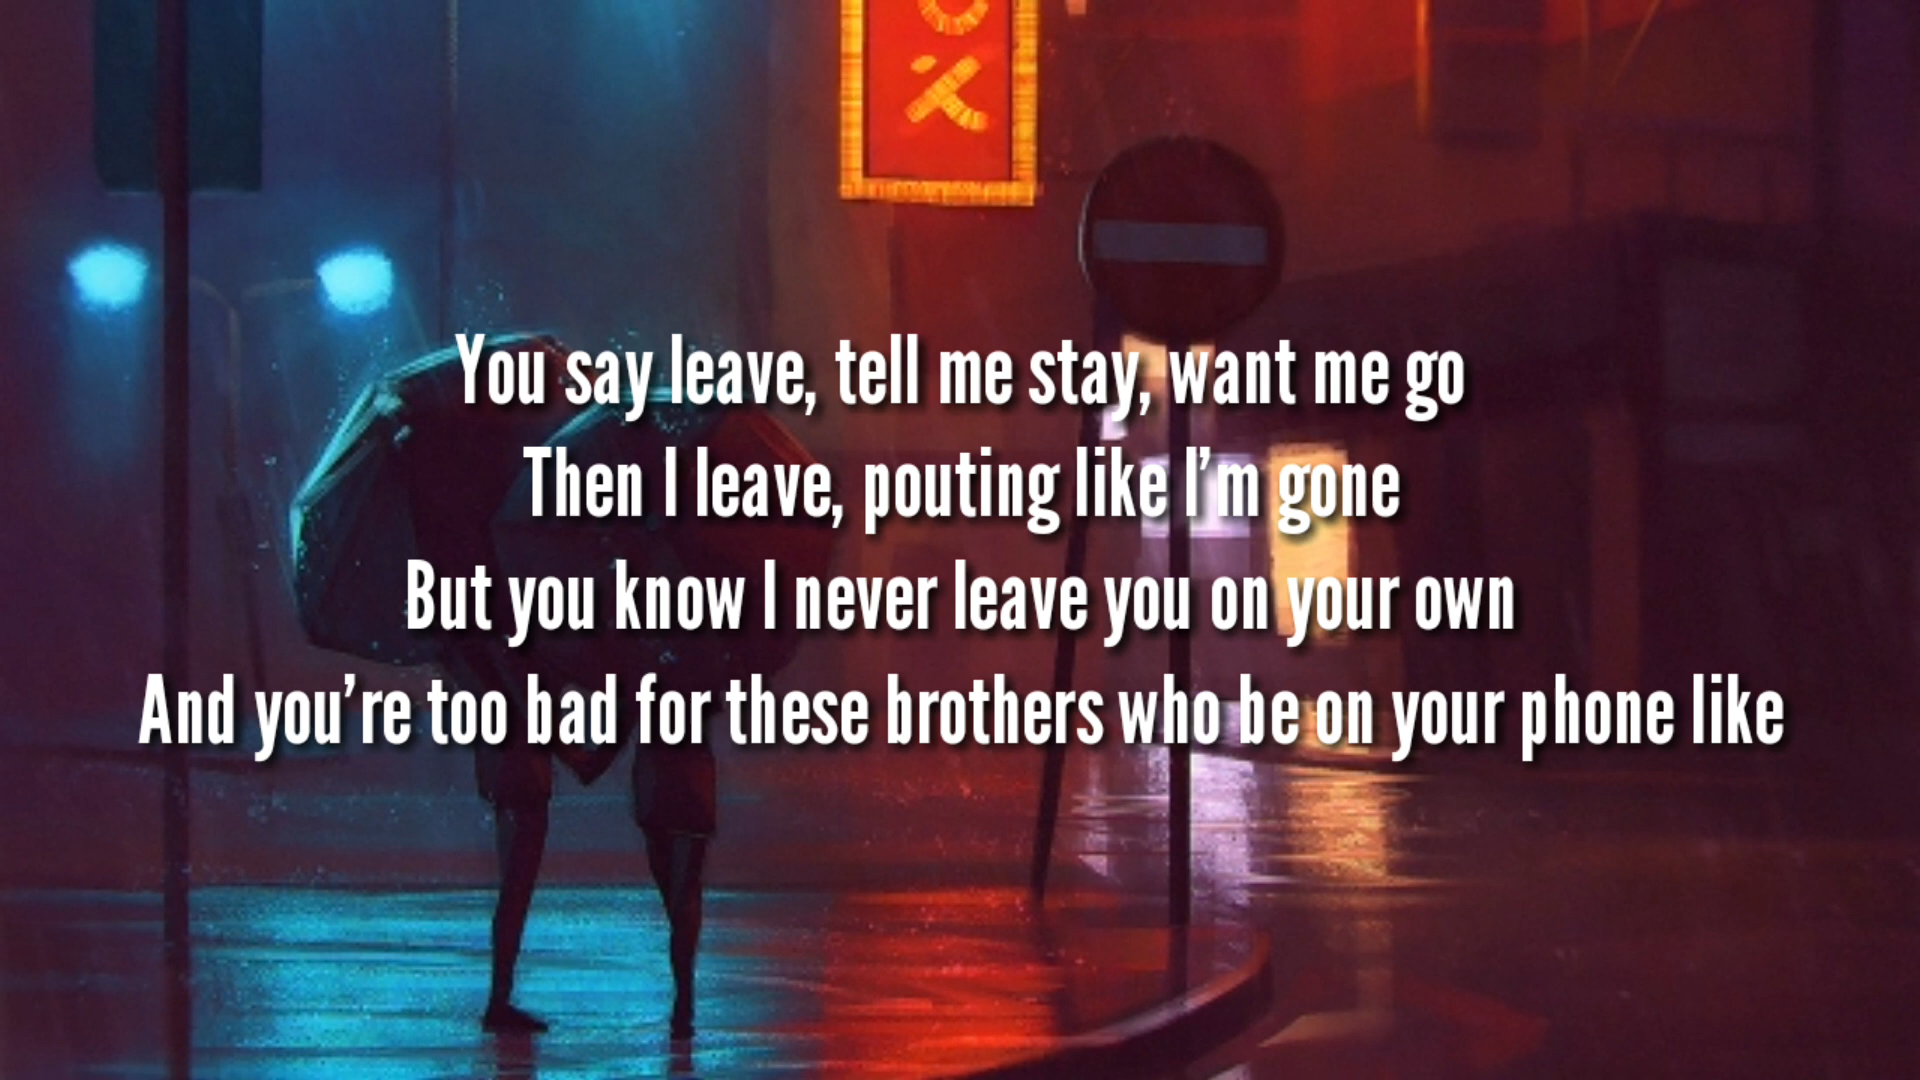 You say leave, tell me stay, want me go
Then I leave, pouting like I’m gone
But you know I never leave you on your own
And you’re too bad for these brothers who be on your phone like